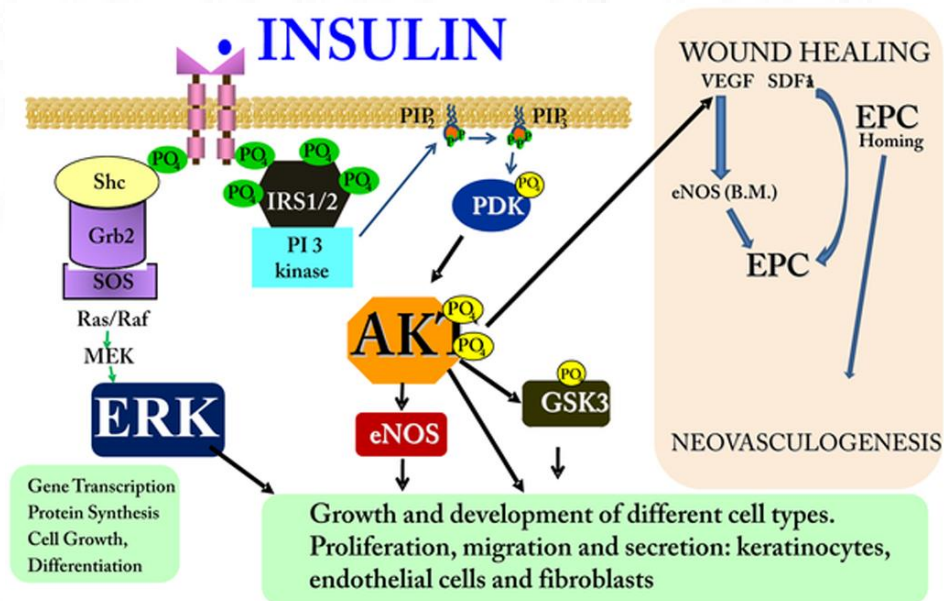 INSULIN
PIP2
PIP3
PO4
PO4
PO4
PO4
PO4
Shc
Grb2
SOS
IRS1/2
PI 3
kinase
P P
P P P
PO4
PDK
Ras/Raf
MEK
ERK
AKT
PO4
PO4
eNOS
PO4
GSK3
Gene Transcription
Protein Synthesis
Cell Growth,
Differentiation
Growth and development of different cell types.
Proliferation, migration and secretion: keratinocytes,
endothelial cells and fibroblasts
WOUND HEALING
VEGF SDF1
EPC
Homing
eNOS (B.M.)
EPC
NEOVASCULOGENESIS